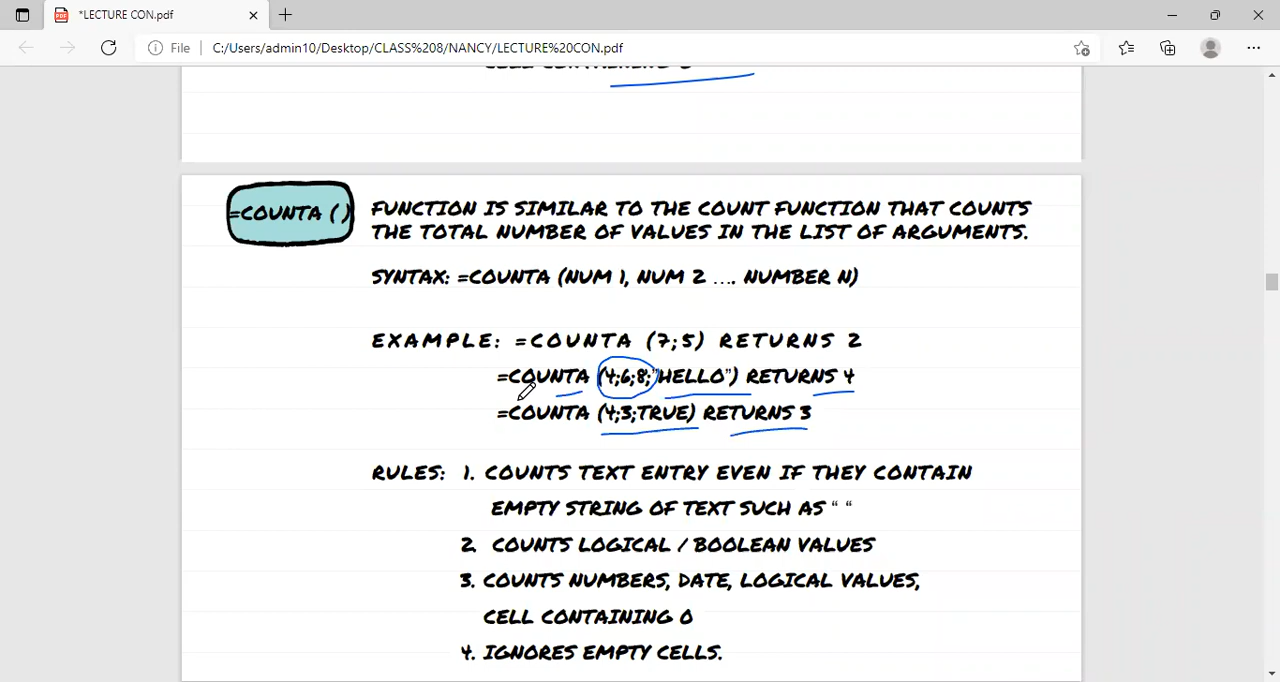 *LECTURE CON.pdf
File C:/Users/admin10/Desktop/CLASS%208/NANCY/LECTURE%20CON.pdf
=COUNTA ( ) FUNCTION IS SIMILAR TO THE COUNT FUNCTION THAT COUNTS
THE TOTAL NUMBER OF VALUES IN THE LIST OF ARGUMENTS.
SYNTAX: =COUNTA (NUM 1, NUM 2 …. NUMBER N)
EXAMPLE: =COUNTA (7;5) RETURNS 2
=COUNTA (4;6;8;"HELLO") RETURNS 4
=COUNTA (4;3;TRUE) RETURNS 3
RULES: 1. COUNTS TEXT ENTRY EVEN IF THEY CONTAIN
EMPTY STRING OF TEXT SUCH AS “ “
2. COUNTS LOGICAL / BOOLEAN VALUES
3. COUNTS NUMBERS, DATE, LOGICAL VALUES,
CELL CONTAINING 0
4. IGNORES EMPTY CELLS.